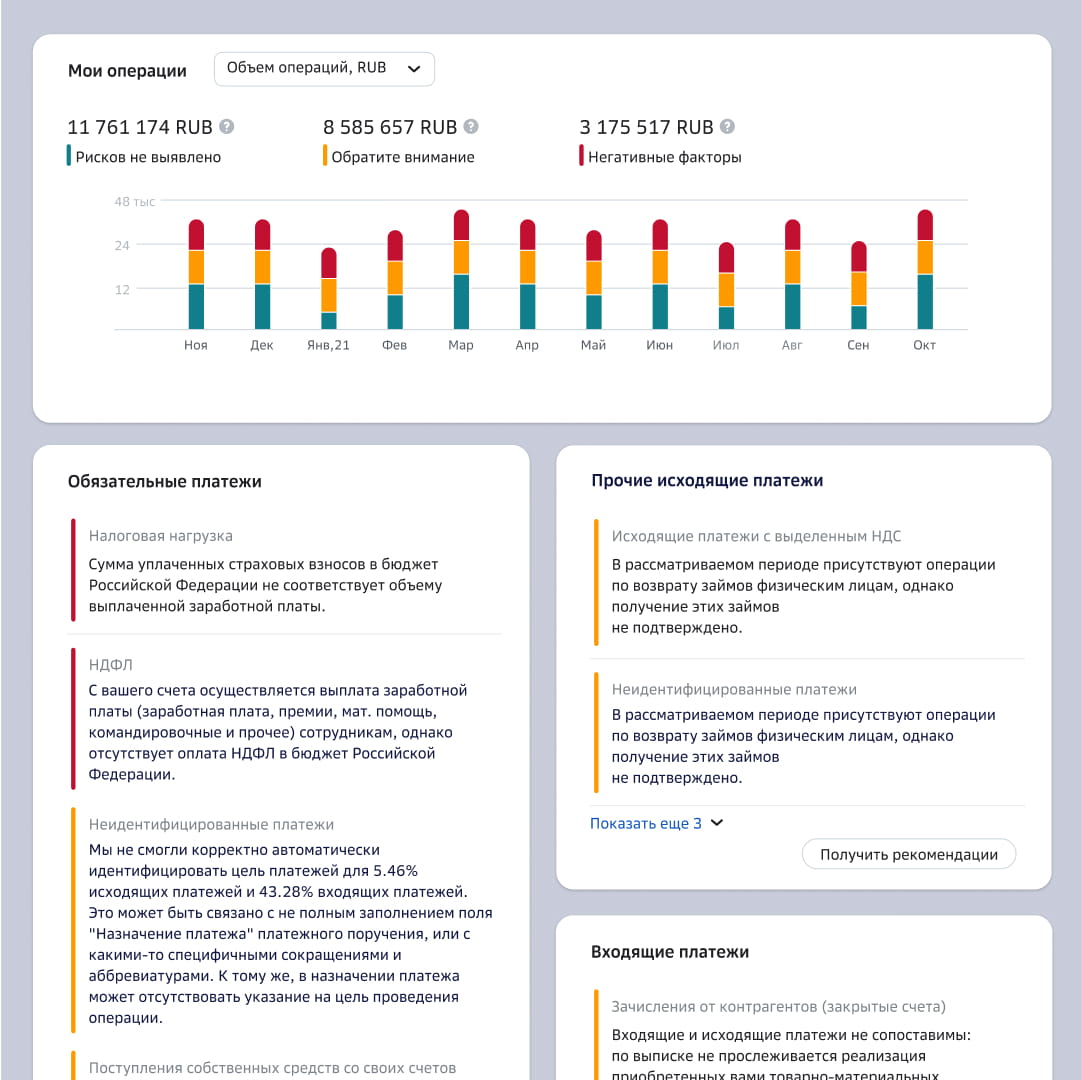 Мои операции
Объем операций, RUB
11 761 174 RUB ?
8 585 657 RUB ?
3 175 517 RUB ?
Рисков не выявлено
Обратите внимание
Негативные факторы
48 тыс
24
12
Ноя Дек Янв,21 Фев Мар Апр Май Июн Июл Авг Сен Окт
Обязательные платежи
Налоговая нагрузка
Сумма уплаченных страховых взносов в бюджет
Российской Федерации не соответствует объему
выплаченной заработной платы.
НДФЛ
С вашего счета осуществляется выплата заработной
платы (заработная плата, премии, мат. помощь,
командировочные и прочее) сотрудникам, однако
отсутствует оплата НДФЛ в бюджет Российской
Федерации.
Неидентифицированные платежи
Мы не смогли корректно автоматически
идентифицировать цель платежей для 5.46%
исходящих платежей и 43.28% входящих платежей.
Это может быть связано с не полным заполнением поля
"Назначение платежа" платежного поручения, или с
какими-то специфичными сокращениями и
аббревиатурами. К тому же, в назначении платежа
может отсутствовать указание на цель проведения
операции.
Поступления собственных средств со своих счетов
Прочие исходящие платежи
Исходящие платежи с выделенным НДС
В рассматриваемом периоде присутствуют операции
по возврату займов физическим лицам, однако
получение этих займов
не подтверждено.
Неидентифицированные платежи
В рассматриваемом периоде присутствуют операции
по возврату займов физическим лицам, однако
получение этих займов
не подтверждено.
Показать еще 3
Получить рекомендации
Входящие платежи
Зачисления от контрагентов (закрытые счета)
Входящие и исходящие платежи не сопоставимы:
по выписке не прослеживается реализация
приобретенных вами товарно-материальных